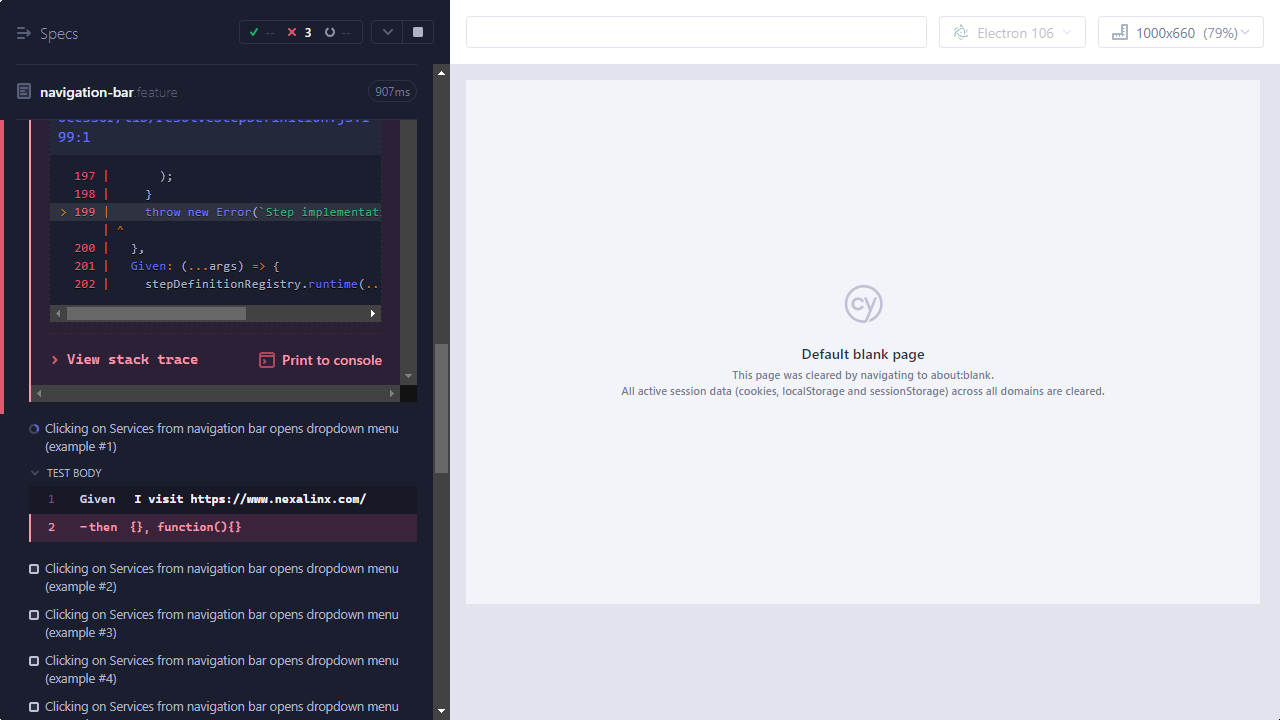 Specs
--
3
--
Electron 106
1000x660 (79%)
navigation-bar.feature
907ms
99:1
197 | );
198 | }
> 199 | throw new Error(`Step implementati
| ^
200 | },
201 | Given: (...args) => {
202 | stepDefinitionRegistry.runtime(..
View stack trace
Print to console
Clicking on Services from navigation bar opens dropdown menu
(example #1)
TEST BODY
1 Given I visit https://www.nexalinx.com/
2 -then {}, function(){}
Clicking on Services from navigation bar opens dropdown menu
(example #2)
Clicking on Services from navigation bar opens dropdown menu
(example #3)
Clicking on Services from navigation bar opens dropdown menu
(example #4)
Clicking on Services from navigation bar opens dropdown menu
cy
Default blank page
This page was cleared by navigating to about:blank.
All active session data (cookies, localStorage and sessionStorage) across all domains are cleared.